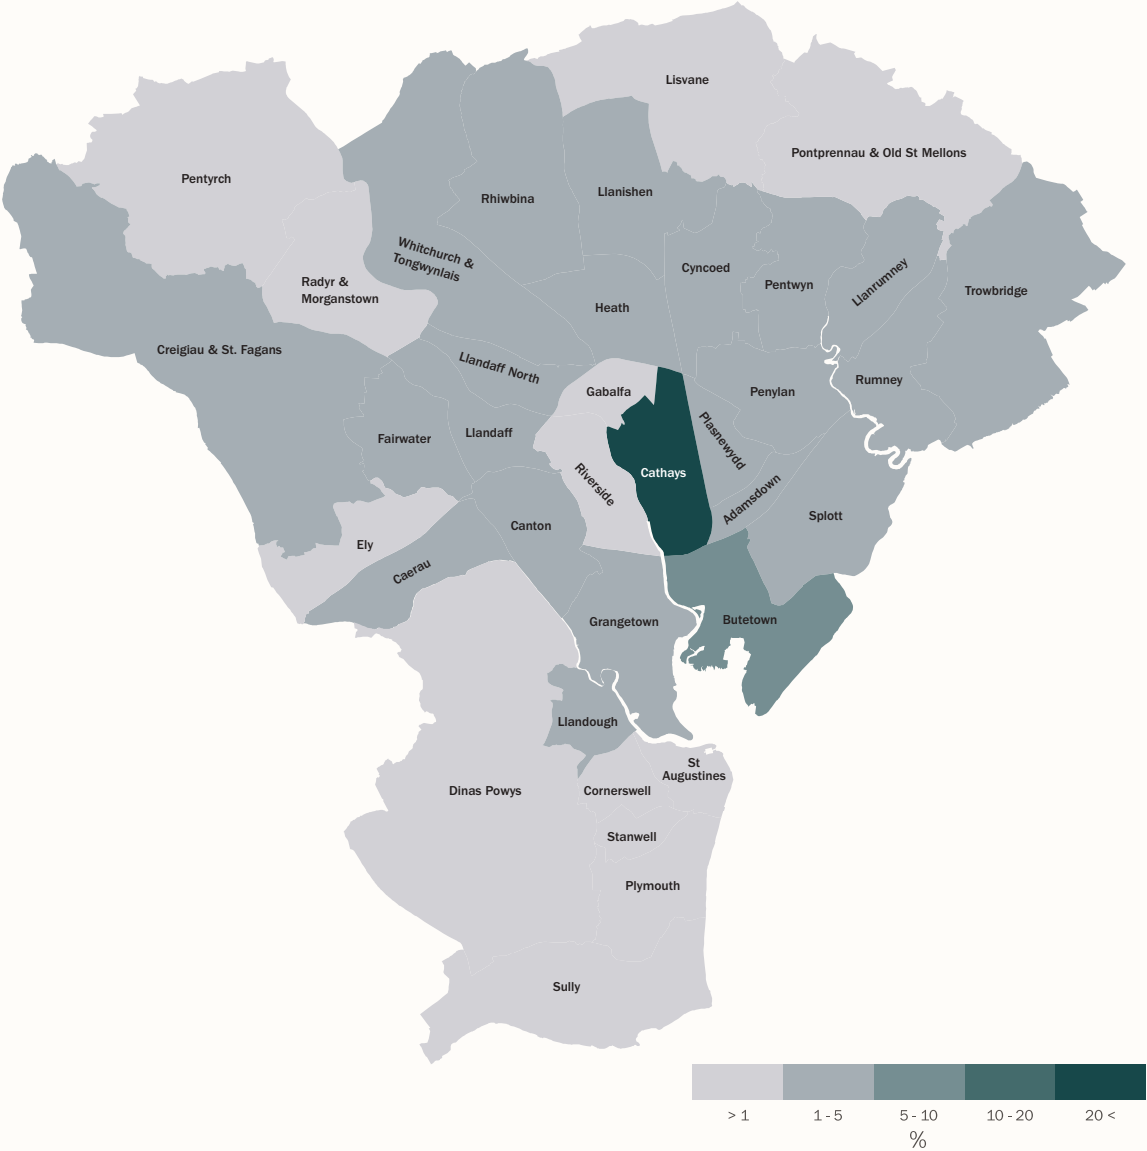 Lisvane
Pontprennau & Old St Mellons
Pentyrch
Rhiwbina
Llanishen
Whitchurch &
Tongwynlais
Cyncoed
Pentwyn
Llanrumney
Trowbridge
Radyr &
Morganstown
Heath
Creigiau & St. Fagans
Llandaff North
Gabalfa
Penylan
Rumney
Fairwater
Llandaff
Plasnewydd
Riverside
Cathays
Adamsdown
Splott
Canton
Ely
Caerau
Grangetown
Butetown
Llandough
St
Augustines
Dinas Powys
Cornerswell
Stanwell
Plymouth
Sully
> 1
1 - 5
5 - 10
10 - 20
20 <
%